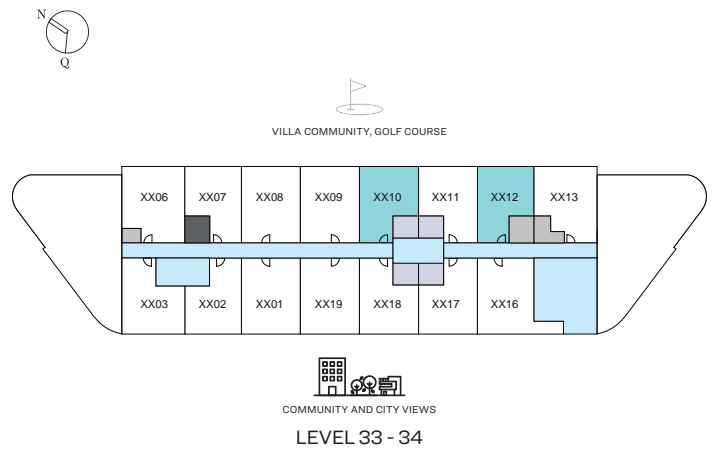 N
Q
VILLA COMMUNITY, GOLF COURSE
XX06 XX07 XX08 XX09 XX10 XX11 XX12 XX13
XX03 XX02 XX01 XX19 XX18 XX17 XX16
COMMUNITY AND CITY VIEWS
LEVEL 33 - 34